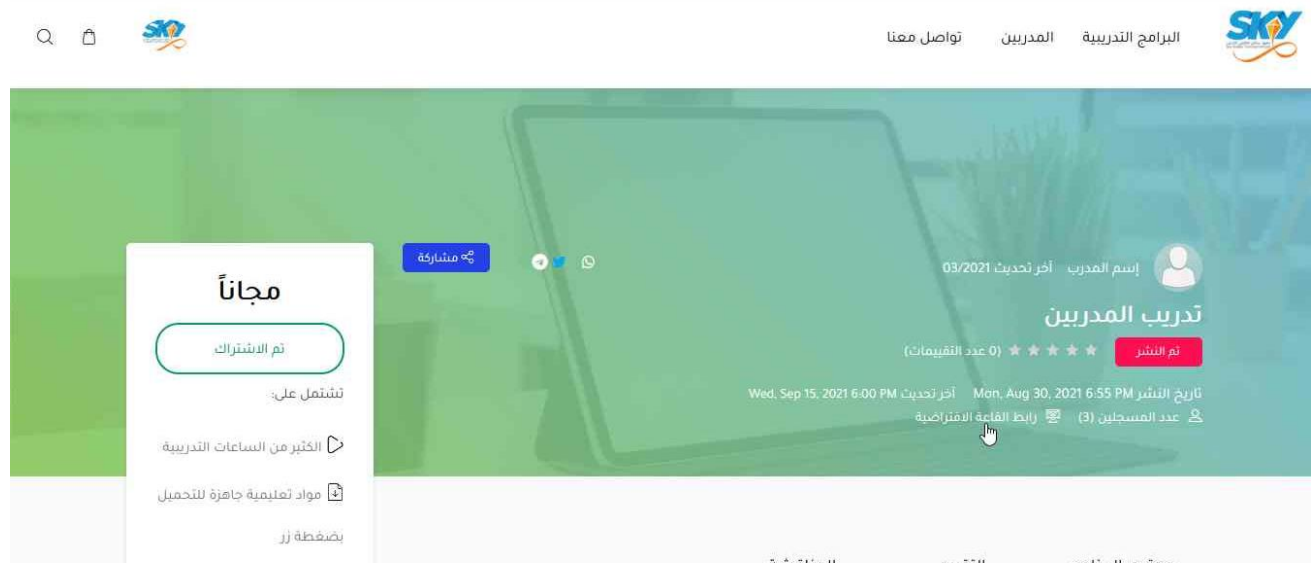 SKY
البرامج التدريبية
المدربين
تواصل معنا
SKY
إسم المدرب آخر تحديث 03/2021
مشاركة
تدريب المدربين
تم النشر (0 عدد التقييمات)
تاريخ النشر Mon, Aug 30, 2021 6:55 PM آخر تحديث Wed, Sep 15, 2021 6:00 PM
عدد المسجلين (3) رابط القاعة الافتراضية
مجاناً
تم الاشتراك
تشتمل على:
الكثير من الساعات التدريبية
مواد تعليمية جاهزة للتحميل
بضغطة زر